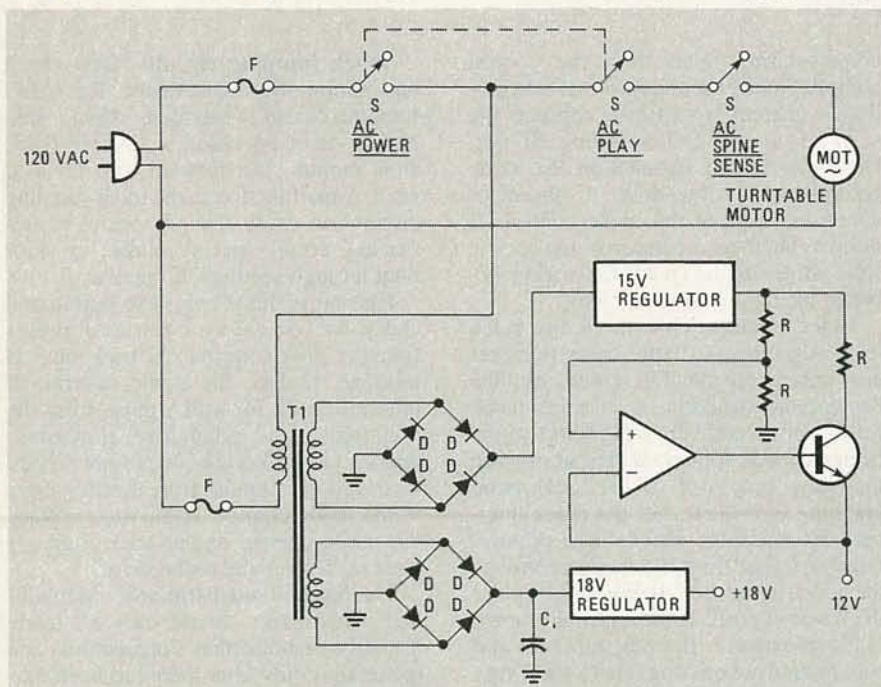 F
S
AC
POWER
S
AC
PLAY
S
AC
SPINE
SENSE
120 VAC
MOT
~
TURNTABLE
MOTOR
15V
REGULATOR
R
R
R
F
T1
D D
D D
+
−
D D
D D
C,
18V
REGULATOR
+18V
12V